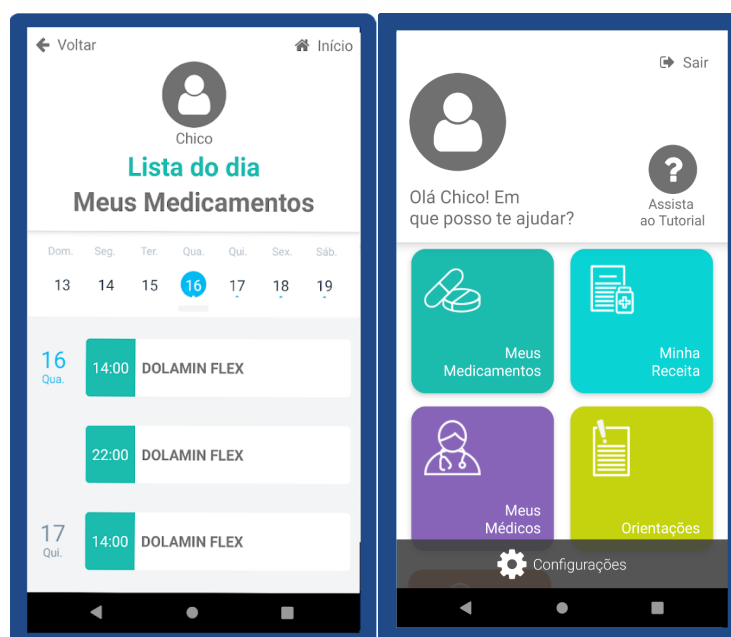 Voltar
Início
Chico
Lista do dia
Meus Medicamentos
Dom. Seg. Ter. Qua. Qui. Sex. Sáb.
13 14 15 16 17 18 19
16
Qua.
14:00 DOLAMIN FLEX
22:00 DOLAMIN FLEX
17
Qui.
14:00 DOLAMIN FLEX
Sair
Olá Chico! Em
que posso te ajudar?
?
Assista
ao Tutorial
Meus
Medicamentos
Minha
Receita
Meus
Médicos
Orientações
Configurações